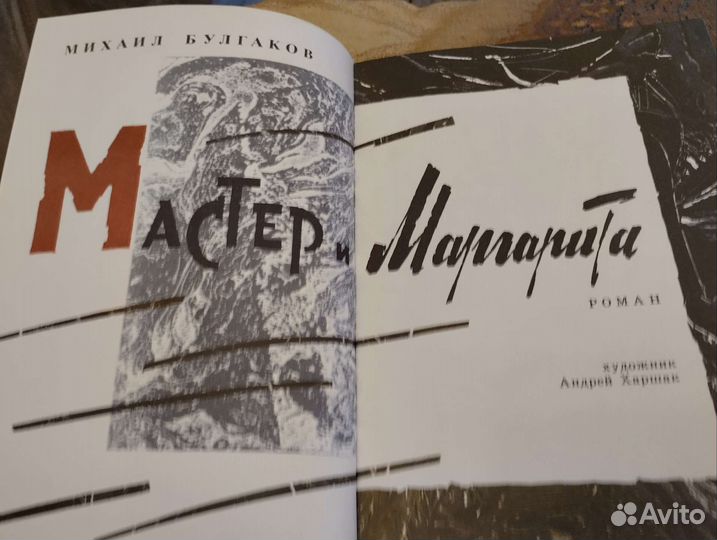 МИХАИЛ БУЛГАКОВ
МАСТЕР и Маргарита
РОМАН
художник
Андрей Харшак
Avito